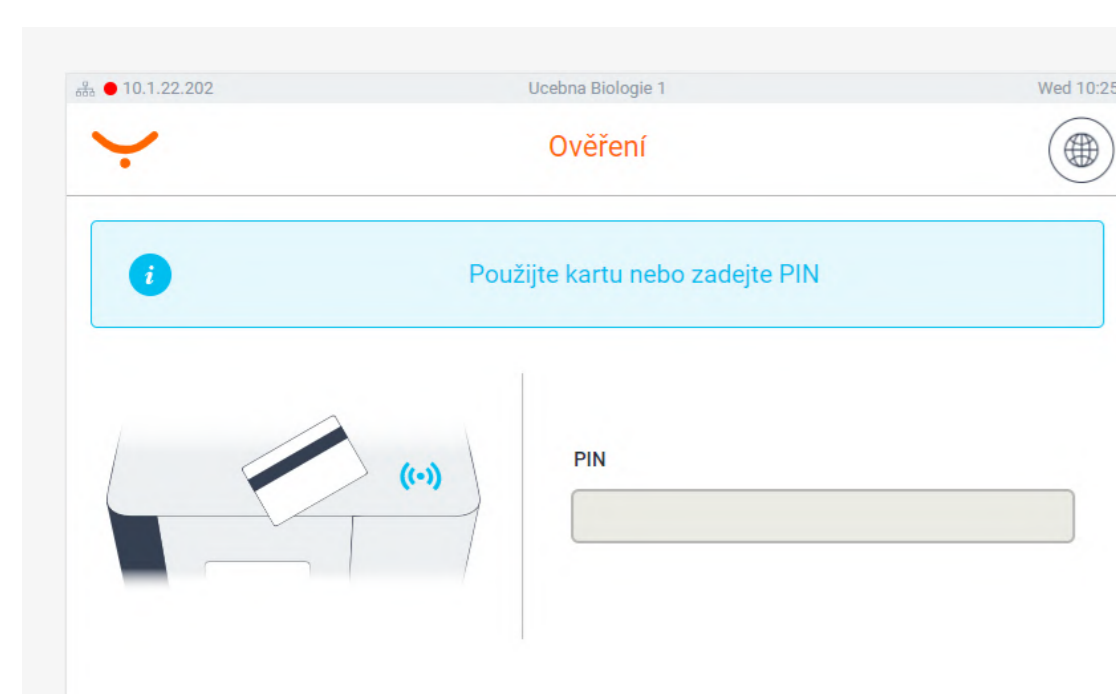 10.1.22.202 Ucebna Biologie 1 Wed 10:25
Ověření
Použijte kartu nebo zadejte PIN
PIN